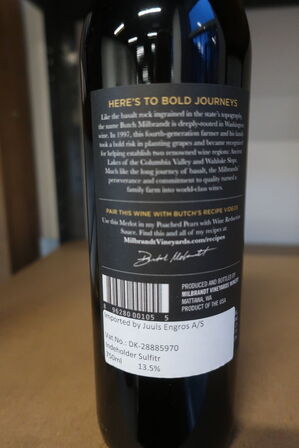 HERE'S TO BOLD JOURNEYS
Like the basalt rock ingrained in the state's topography,
the name Butch Milbrandt is deeply-rooted in Washington
wine. In 1997, this fourth-generation farmer and his kin
took a bold risk in planting grapes and became recognized
for helping establish two renowned wine regions: Ancient
Lakes of the Columbia Valley and Wahluke Slope.
Much like the long journey of basalt, the Milbrandt
perseverance and commitment to quality turned a
family farm into world-class wines.
PAIR THIS WINE WITH BUTCH'S RECIPE VIDEOS
Use this Merlot in my Poached Pears with Wine Reduction
Sauce. Find this and all of my recipes at
MilbrandtVineyards.com/recipes
PRODUCED AND BOTTLED BY
MILBRANDT VINEYARDS WINERY
MATTAWA, WA
PRODUCT OF THE USA
96280 00105 5
Imported by Juuls Engros A/S
Vat No.: DK-28885970
Indeholder Sulfitr
750ml 13.5%